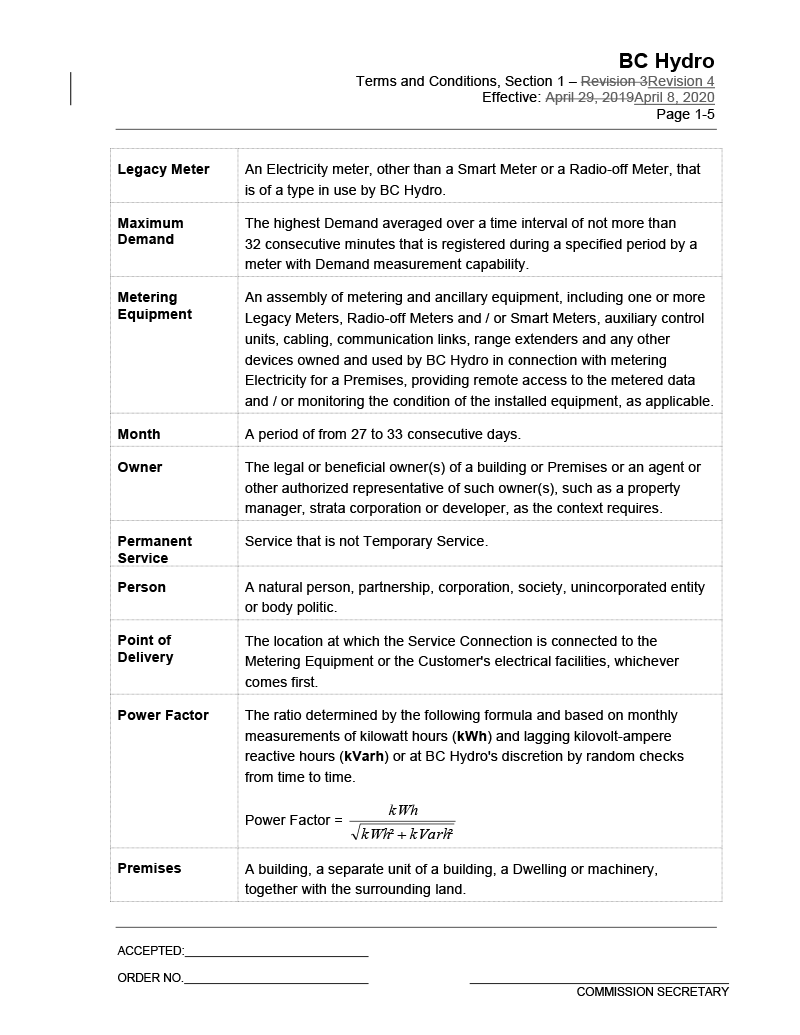 BC Hydro
Terms and Conditions, Section 1 – Revision 3Revision 4
Effective: April 29, 2019April 8, 2020
Page 1-5
Legacy Meter
An Electricity meter, other than a Smart Meter or a Radio-off Meter, that
is of a type in use by BC Hydro.
Maximum
Demand
The highest Demand averaged over a time interval of not more than
32 consecutive minutes that is registered during a specified period by a
meter with Demand measurement capability.
Metering
Equipment
An assembly of metering and ancillary equipment, including one or more
Legacy Meters, Radio-off Meters and / or Smart Meters, auxiliary control
units, cabling, communication links, range extenders and any other
devices owned and used by BC Hydro in connection with metering
Electricity for a Premises, providing remote access to the metered data
and / or monitoring the condition of the installed equipment, as applicable.
Month
A period of from 27 to 33 consecutive days.
Owner
The legal or beneficial owner(s) of a building or Premises or an agent or
other authorized representative of such owner(s), such as a property
manager, strata corporation or developer, as the context requires.
Permanent
Service
Service that is not Temporary Service.
Person
A natural person, partnership, corporation, society, unincorporated entity
or body politic.
Point of
Delivery
The location at which the Service Connection is connected to the
Metering Equipment or the Customer's electrical facilities, whichever
comes first.
Power Factor
The ratio determined by the following formula and based on monthly
measurements of kilowatt hours (kWh) and lagging kilovolt-ampere
reactive hours (kVarh) or at BC Hydro's discretion by random checks
from time to time.
kWh
Power Factor =
√kWh² + kVarh²
Premises
A building, a separate unit of a building, a Dwelling or machinery,
together with the surrounding land.
ACCEPTED:
ORDER NO.
COMMISSION SECRETARY